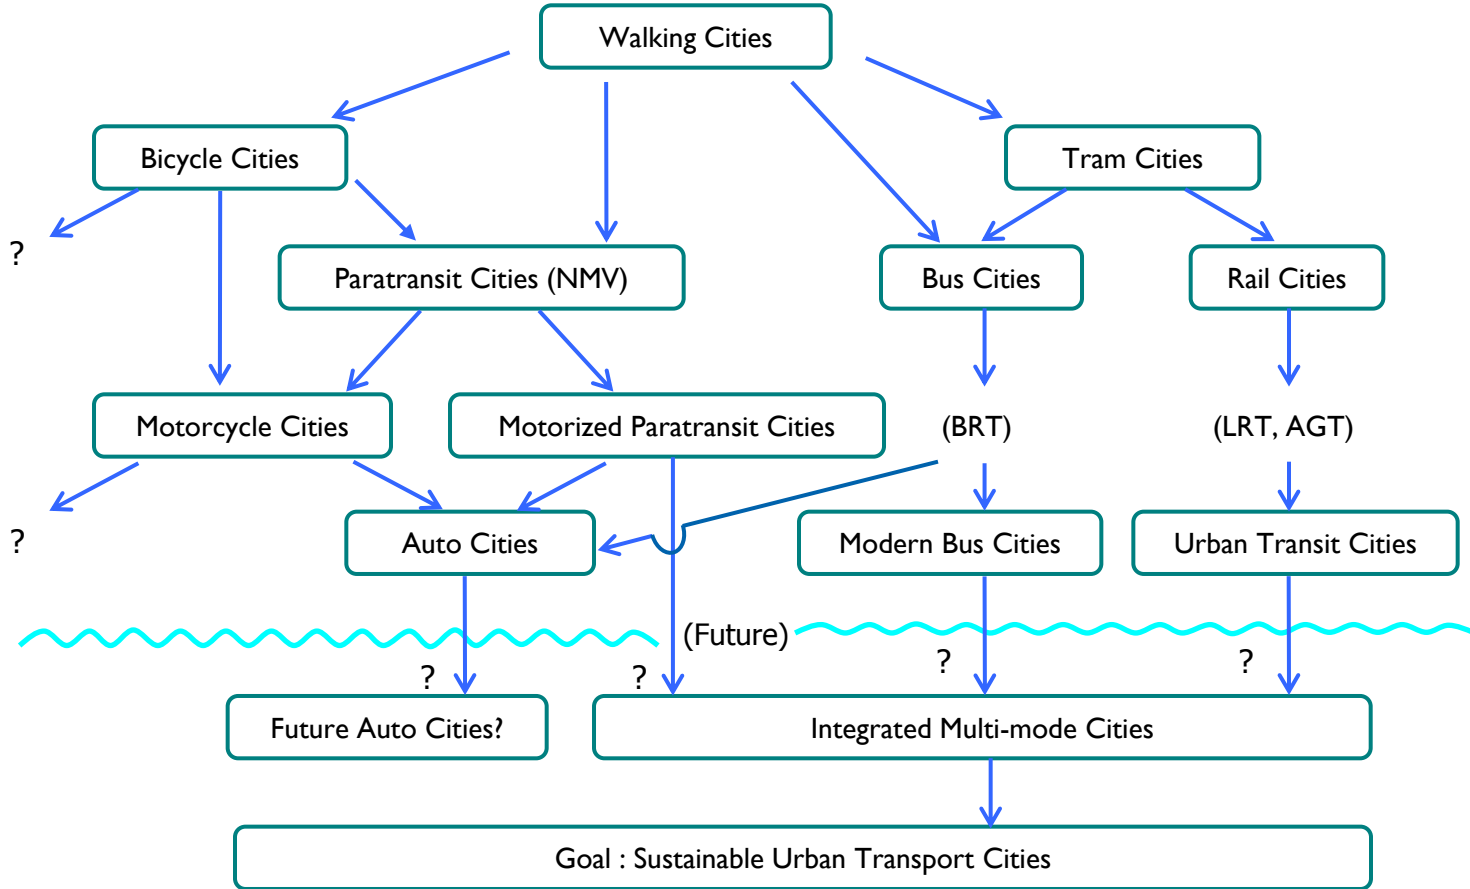 Walking Cities
Bicycle Cities
Tram Cities
?
Paratransit Cities (NMV)
Bus Cities
Rail Cities
Motorcycle Cities
Motorized Paratransit Cities
(BRT)
(LRT, AGT)
?
Auto Cities
Modern Bus Cities
Urban Transit Cities
(Future)
?
?
?
?
Future Auto Cities?
Integrated Multi-mode Cities
Goal : Sustainable Urban Transport Cities